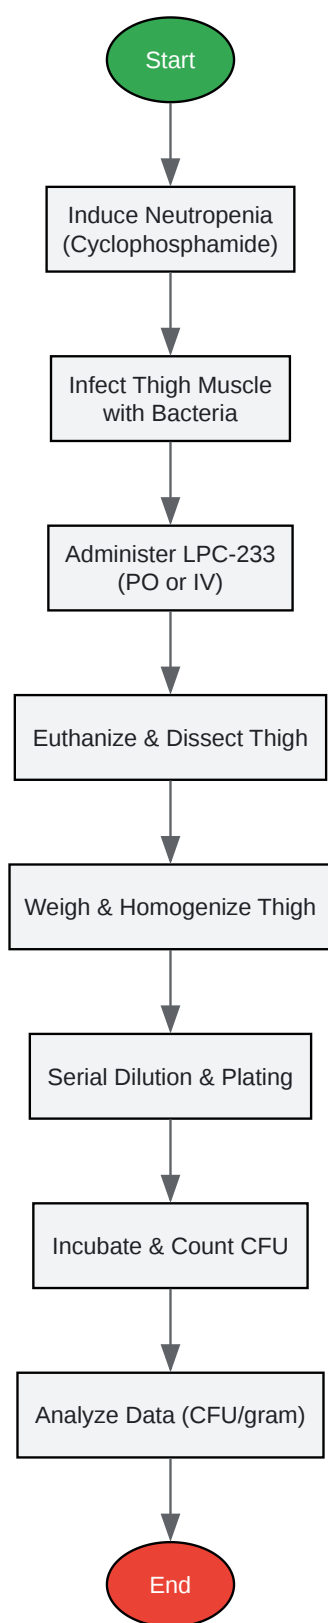 Start
Induce Neutropenia
(Cyclophosphamide)
Infect Thigh Muscle
with Bacteria
Administer LPC-233
(PO or IV)
Euthanize & Dissect Thigh
Weigh & Homogenize Thigh
Serial Dilution & Plating
Incubate & Count CFU
Analyze Data (CFU/gram)
End